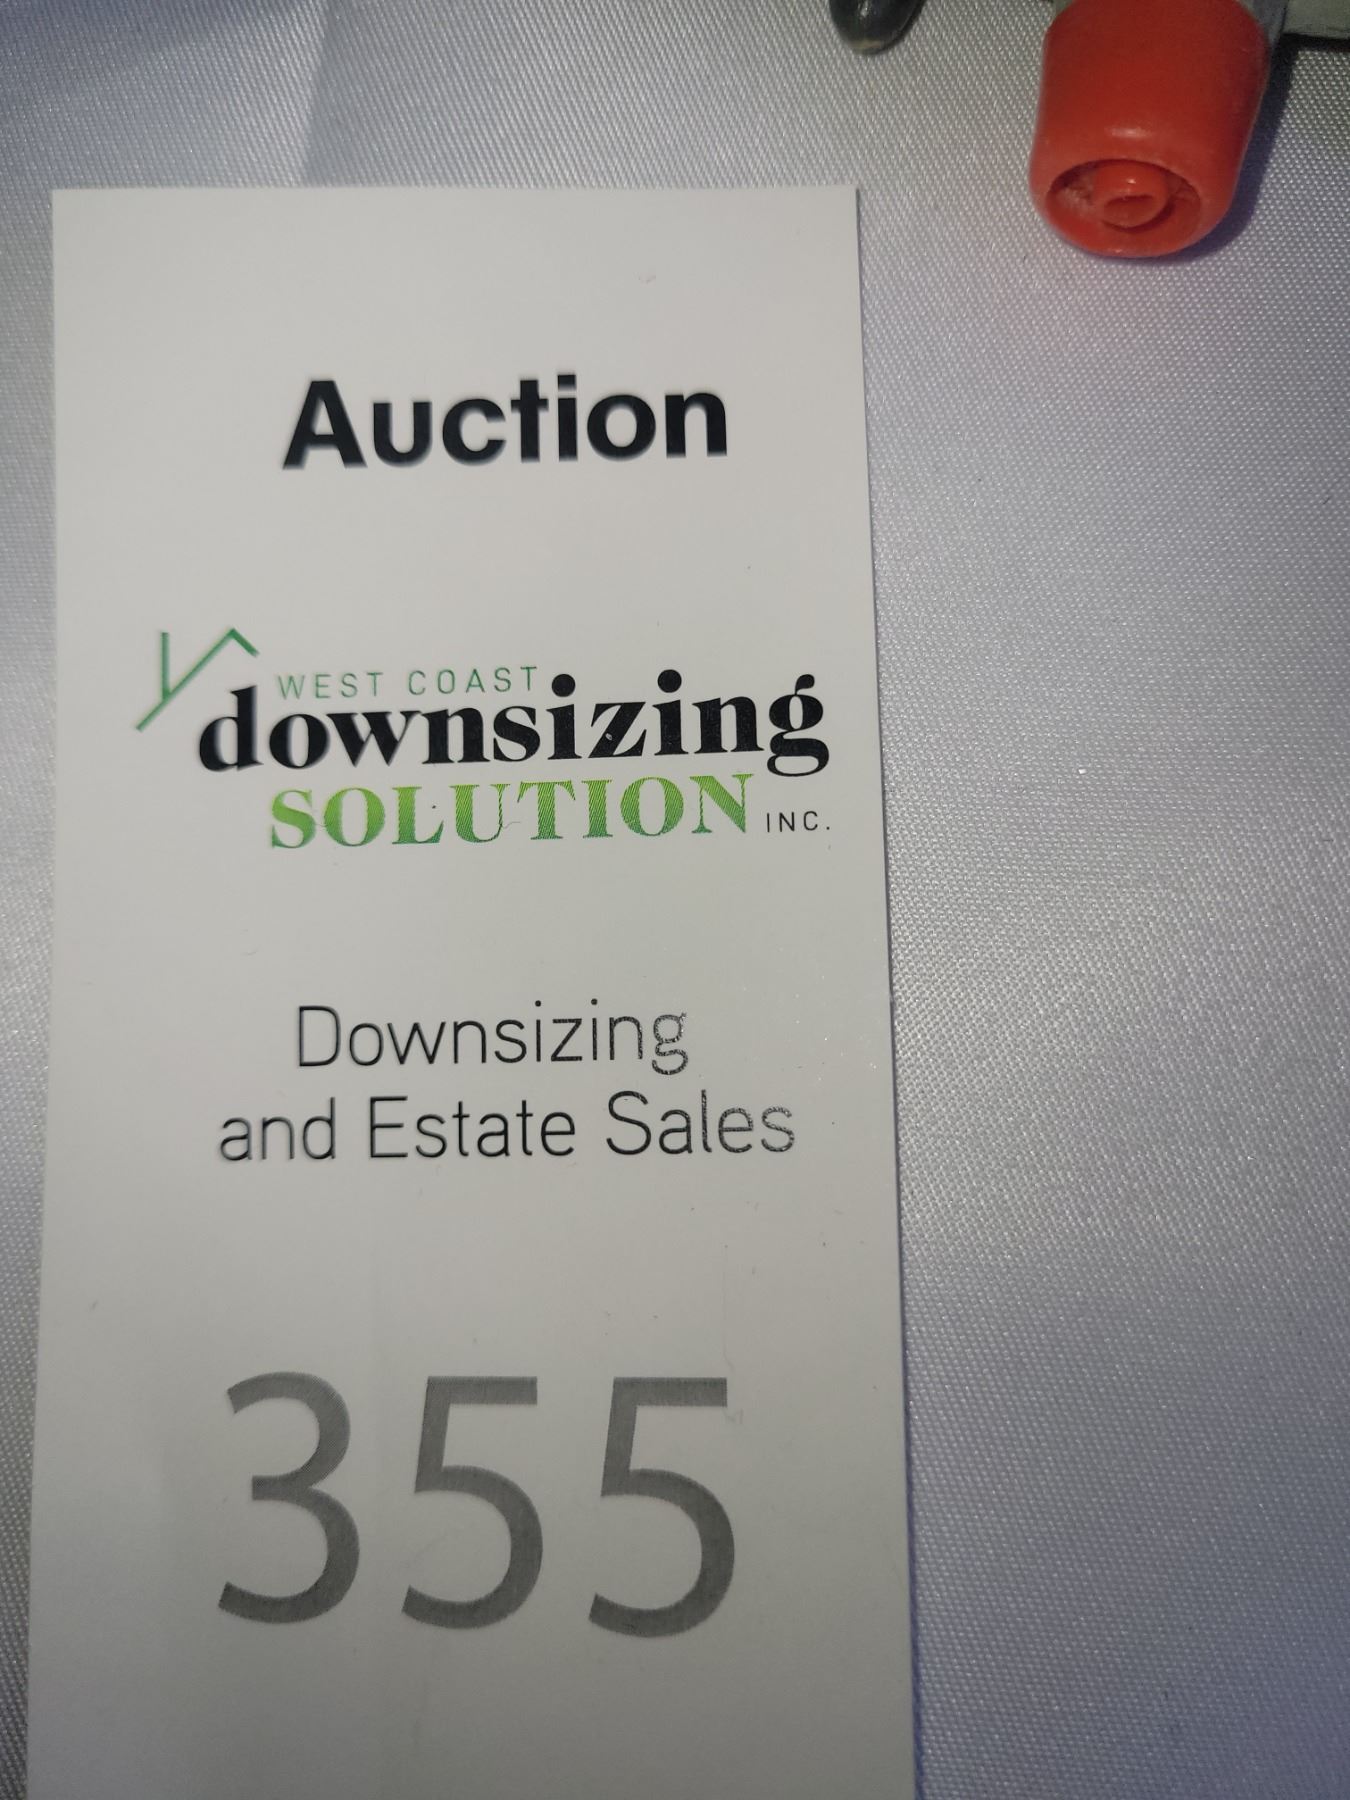 Auction
WEST COAST
downsizing
SOLUTION INC.
Downsizing
and Estate Sales
355